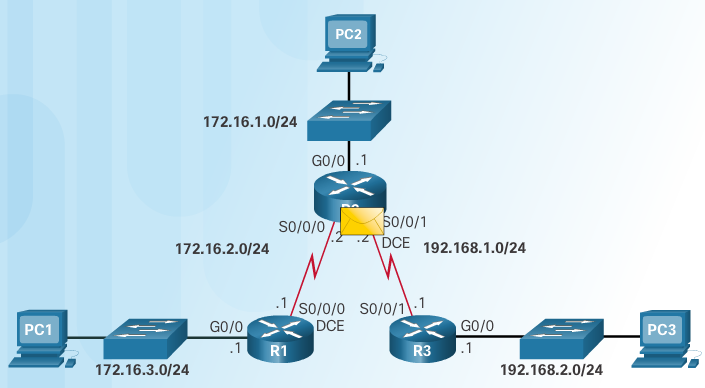 PC2
172.16.1.0/24
G0/0 .1
S0/0/0 S0/0/1
.2 .2 DCE
172.16.2.0/24 192.168.1.0/24
.1 S0/0/0 S0/0/1 .1
DCE
PC1 G0/0 R1 R3 G0/0 PC3
.1 .1
172.16.3.0/24 192.168.2.0/24